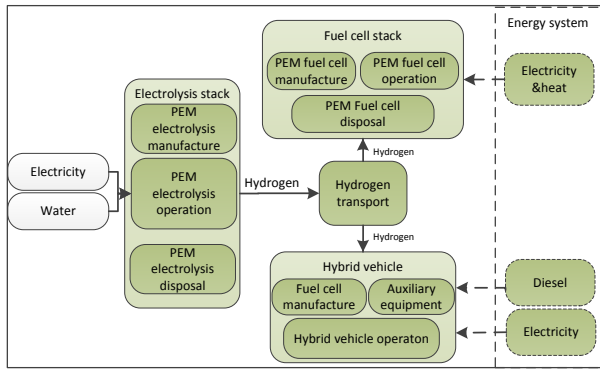 Fuel cell stack
PEM fuel cell
manufacture
PEM fuel cell
operation
PEM Fuel cell
disposal
Energy system
Electricity
&heat
Electrolysis stack
PEM
electrolysis
manufacture
PEM
electrolysis
operation
PEM
electrolysis
disposal
Electricity
Water
Hydrogen
Hydrogen
Hydrogen
transport
Hydrogen
Hybrid vehicle
Fuel cell
manufacture
Auxiliary
equipment
Hybrid vehicle operaton
Diesel
Electricity